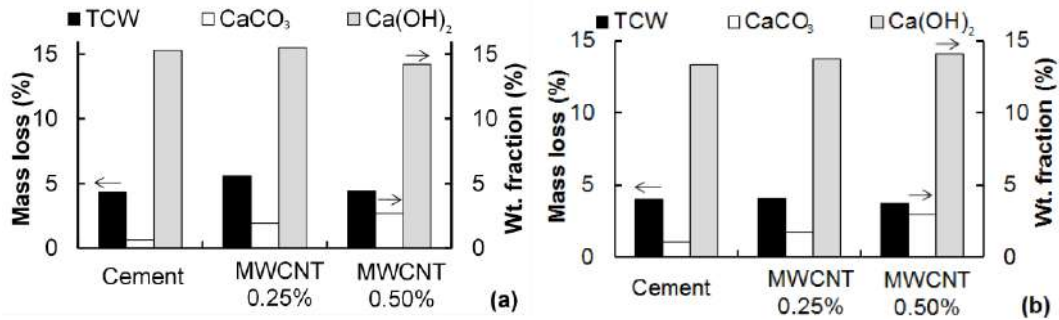 TCW CaCO₃ Ca(OH)₂
Mass loss (%)
15
10
5
0
15
10
5
0
Wt. fraction (%)
Cement
MWCNT
0.25%
MWCNT
0.50%
(a)
TCW CaCO₃ Ca(OH)₂
Mass loss (%)
15
10
5
0
15
10
5
0
Wt. fraction (%)
Cement
MWCNT
0.25%
MWCNT
0.50%
(b)